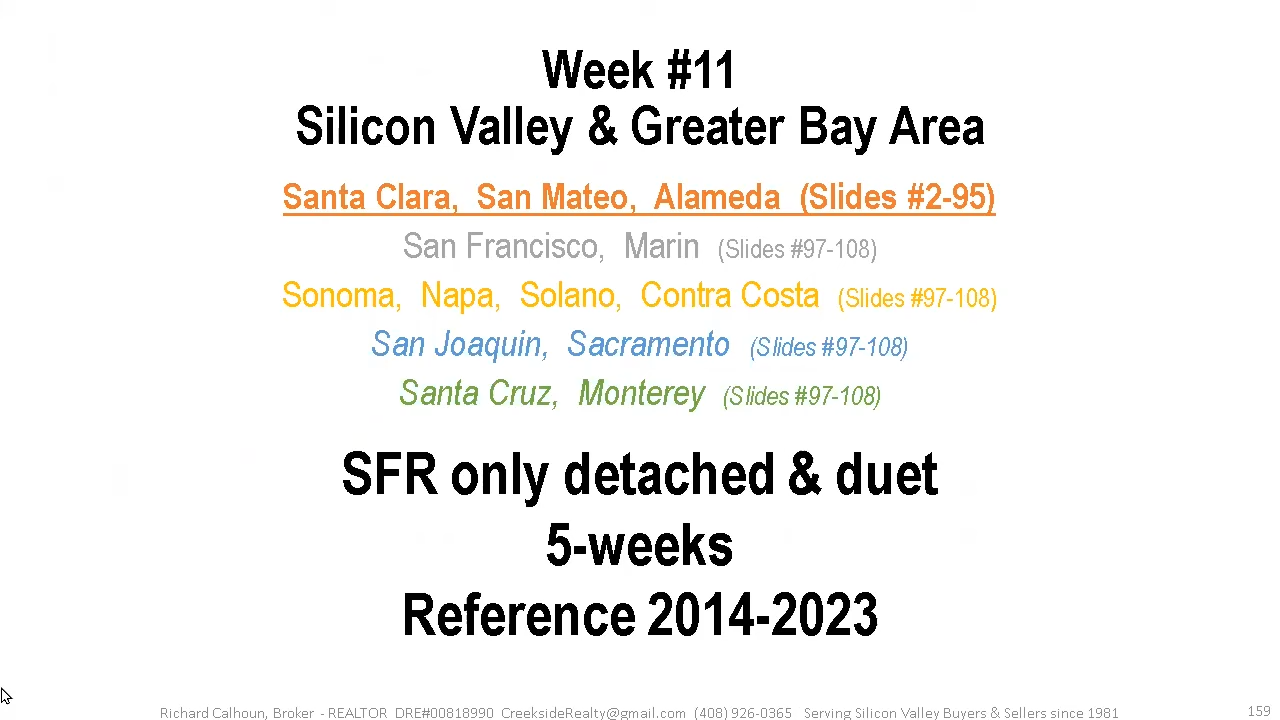 Week #11
Silicon Valley & Greater Bay Area
Santa Clara, San Mateo, Alameda (Slides #2-95)
San Francisco, Marin (Slides #97-108)
Sonoma, Napa, Solano, Contra Costa (Slides #97-108)
San Joaquin, Sacramento (Slides #97-108)
Santa Cruz, Monterey (Slides #97-108)
SFR only detached & duet
5-weeks
Reference 2014-2023
Richard Calhoun, Broker - REALTOR DRE#00818990 CreeksideRealty@gmail.com (408) 926-0365 Serving Silicon Valley Buyers & Sellers since 1981
159